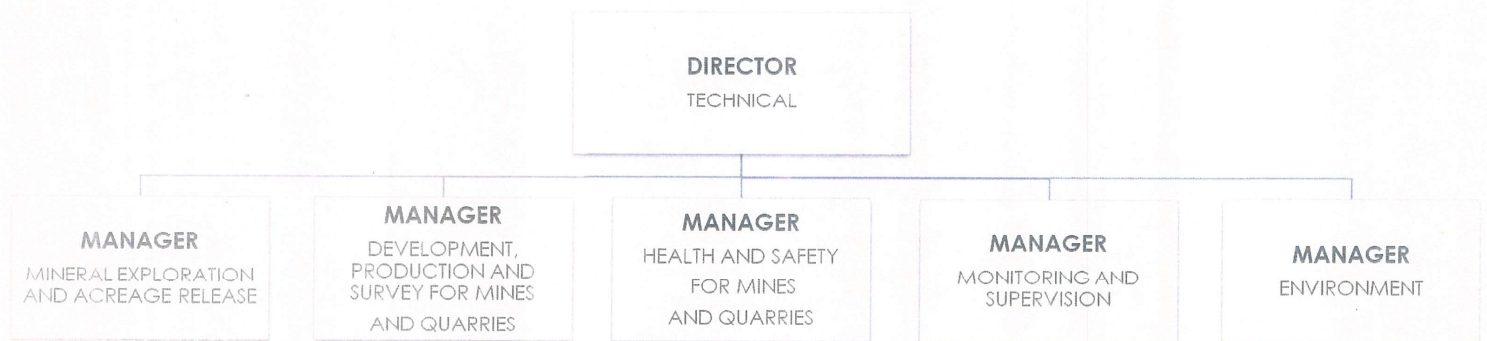 DIRECTOR
TECHNICAL
MANAGER
MINERAL EXPLORATION
AND ACREAGE RELEASE
MANAGER
DEVELOPMENT,
PRODUCTION AND
SURVEY FOR MINES
AND QUARRIES
MANAGER
HEALTH AND SAFETY
FOR MINES
AND QUARRIES
MANAGER
MONITORING AND
SUPERVISION
MANAGER
ENVIRONMENT